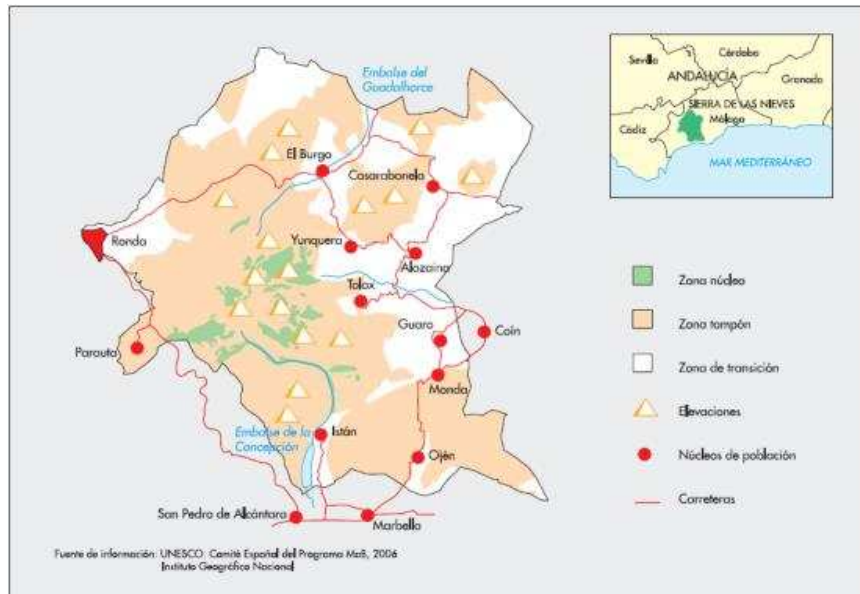 Embalse del
Guadalhorce
El Burgo
Casarabonela
Ronda
Yunquera
Alozaina
Tolox
Guaro
Coín
Parauta
Monda
Embalse de la
Concepción
Istán
Ojén
San Pedro de Alcántara
Marbella
Fuente de información: UNESCO. Comité Español del Programa MaB, 2006
Instituto Geográfico Nacional
Sevilla
Córdoba
ANDALUCÍA
Granada
SIERRA DE LAS NIEVES
Málaga
Cádiz
MAR MEDITERRÁNEO
Zona núcleo
Zona tampón
Zona de transición
Elevaciones
Núcleos de población
Carreteras